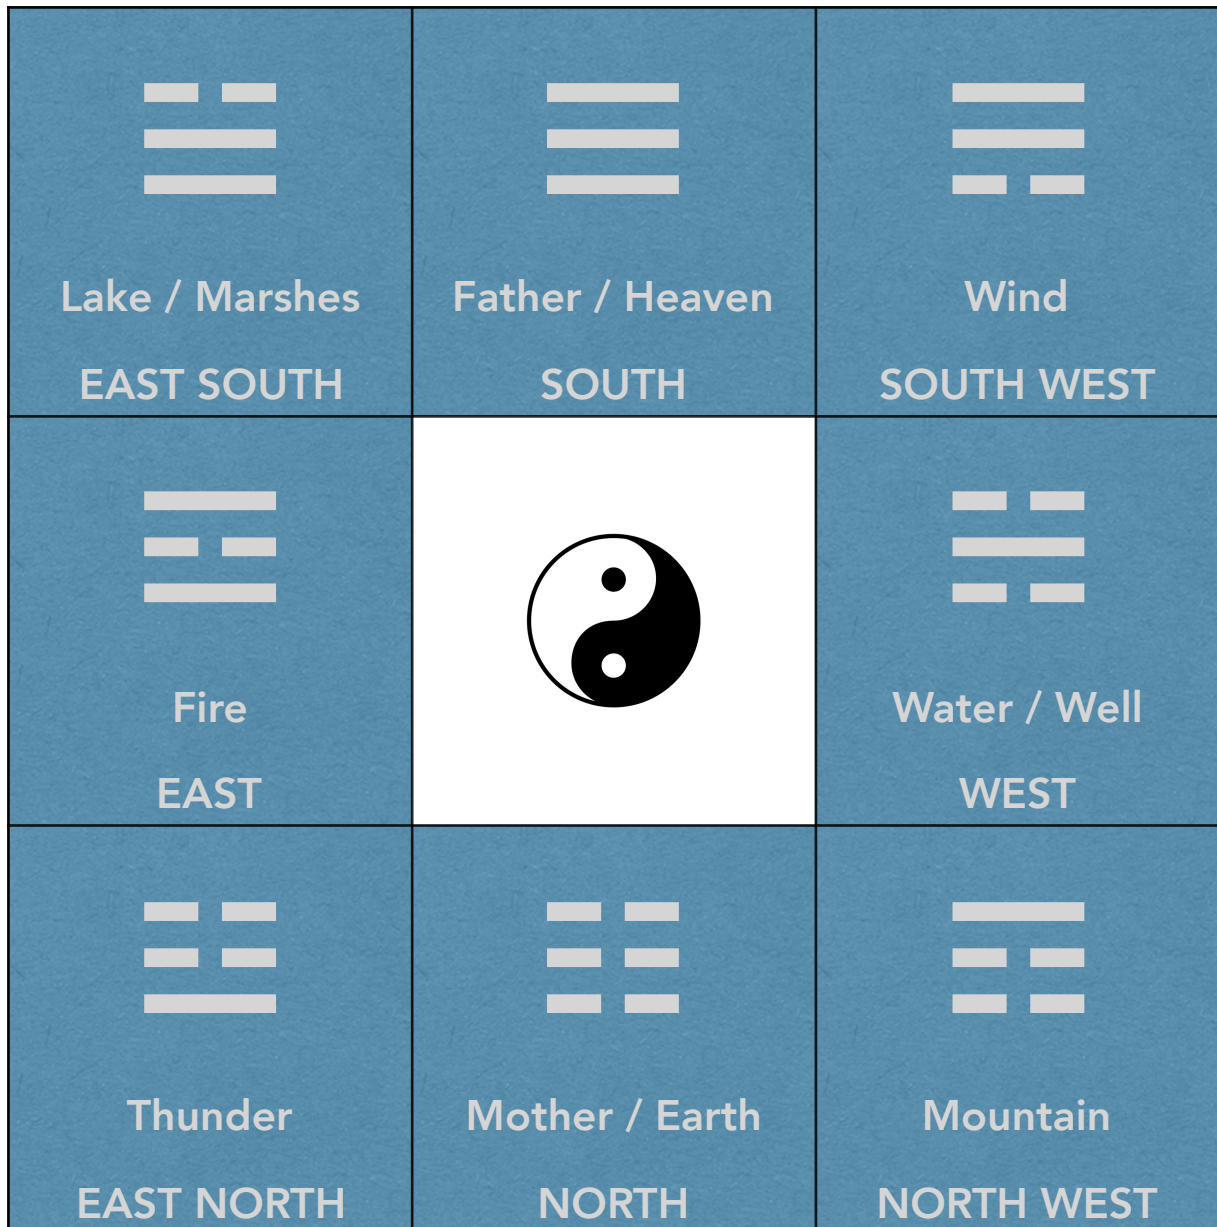 Lake / Marshes
EAST SOUTH
Father / Heaven
SOUTH
Wind
SOUTH WEST
Fire
EAST
Water / Well
WEST
Thunder
EAST NORTH
Mother / Earth
NORTH
Mountain
NORTH WEST